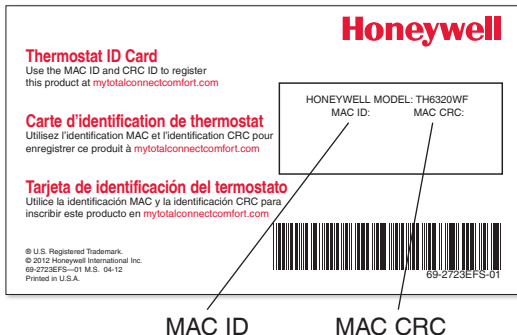 Honeywell
Thermostat ID Card
Use the MAC ID and CRC ID to register
this product at mytotalconnectcomfort.com
HONEYWELL MODEL: TH6320WF
MAC ID: MAC CRC:
Carte d'identification de thermostat
Utilisez l'identification MAC et l'identification CRC pour
enregistrer ce produit à mytotalconnectcomfort.com
Tarjeta de identificación del termostato
Utilice la identificación MAC y la identificación CRC para
inscribir este producto en mytotalconnectcomfort.com
® U.S. Registered Trademark.
© 2012 Honeywell International Inc.
69-2723EFS—01 M.S. 04-12
Printed in U.S.A.
69-2723EFS-01
MAC ID MAC CRC